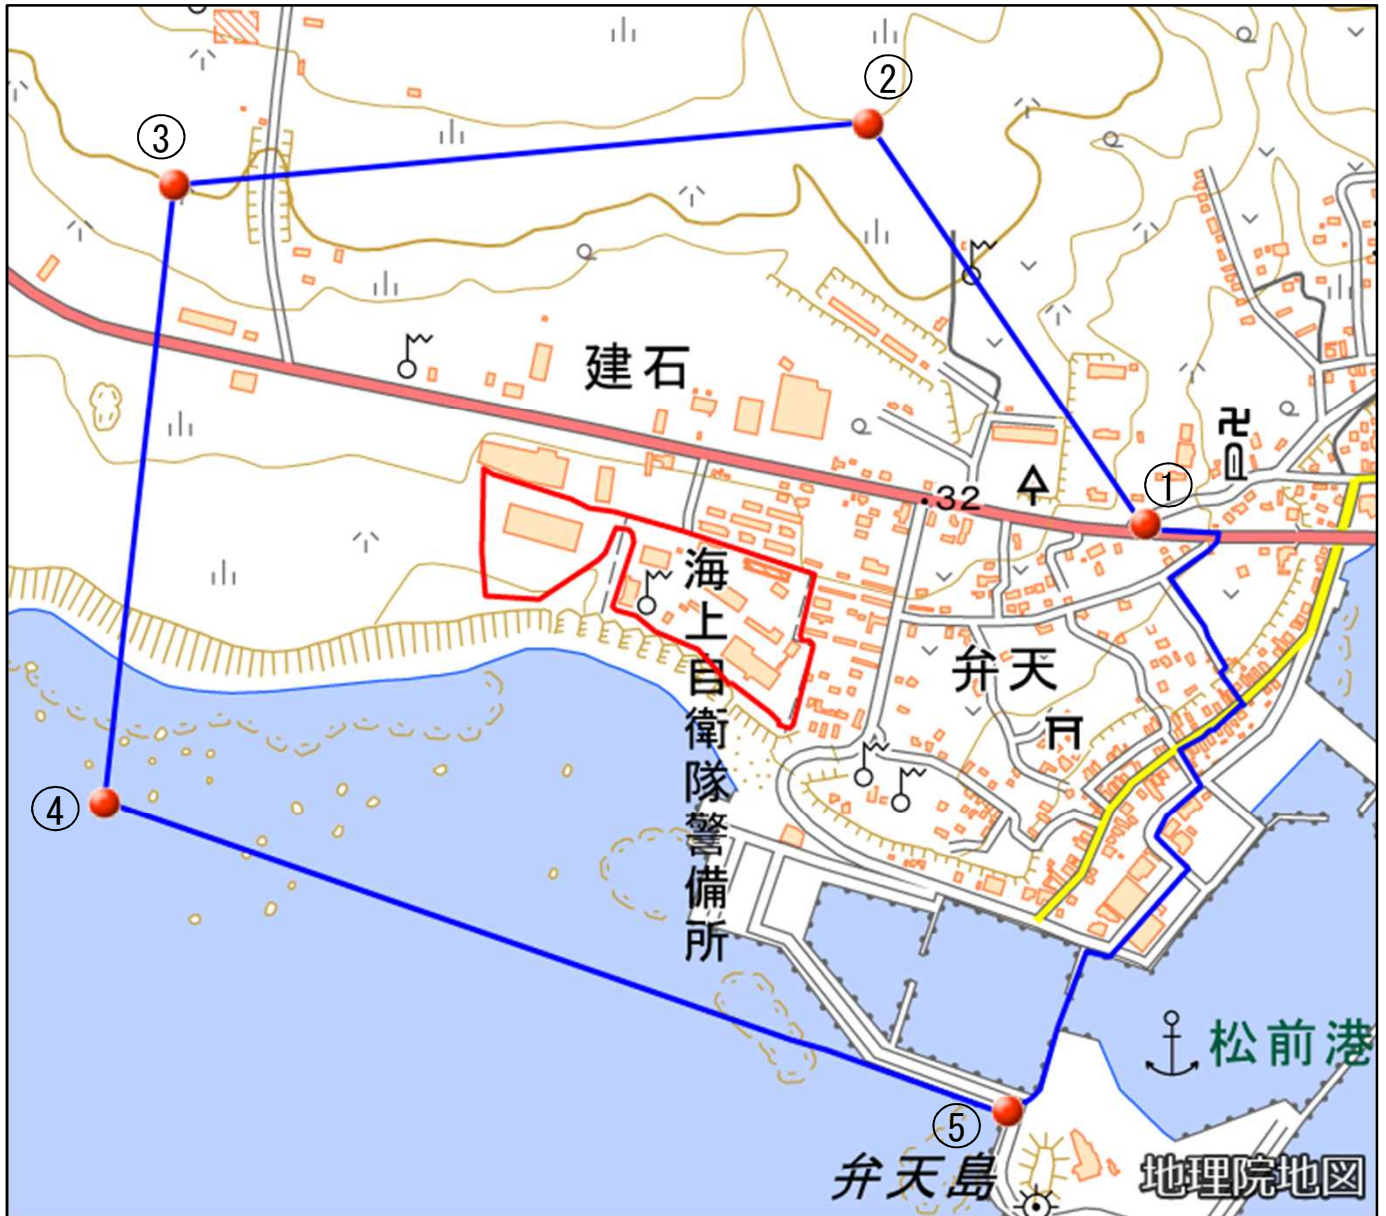 ②
③
建石
①
.32
海上自衛隊警備所
弁天
④
松前港
⑤
弁天島
地理院地図